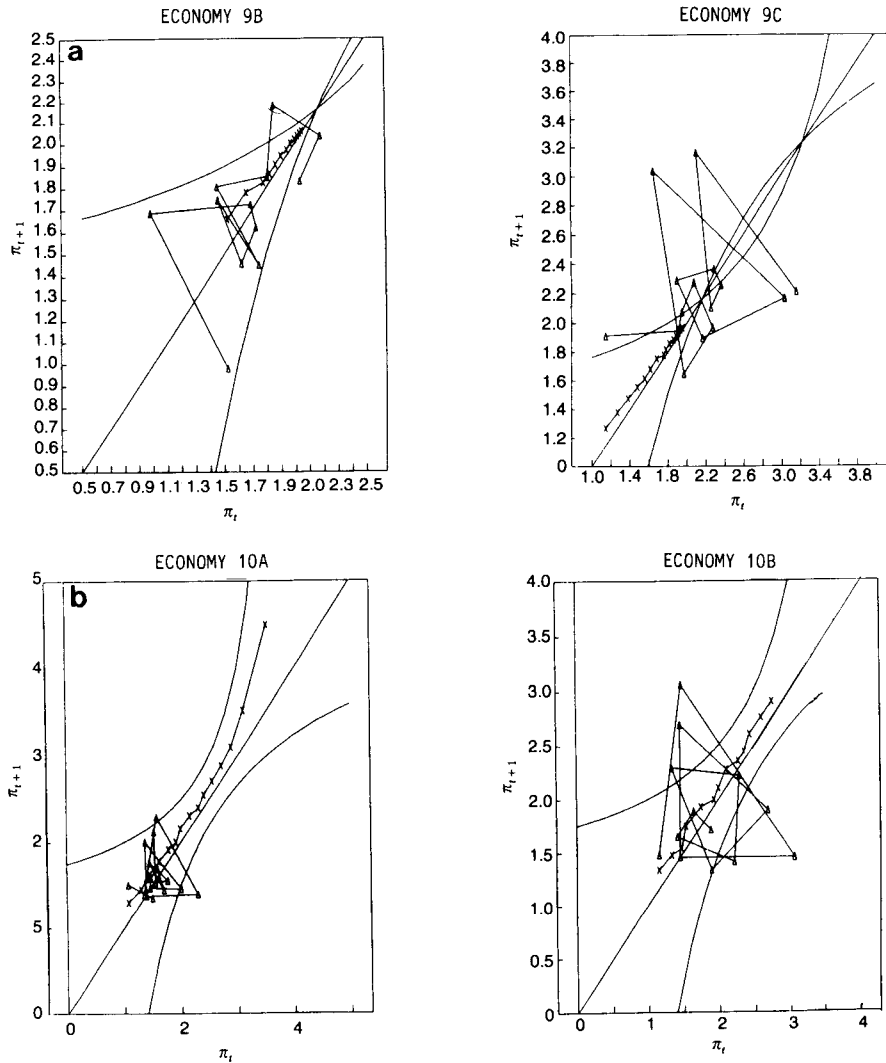 ECONOMY 9B
a
2.5
2.4
2.3
2.2
2.1
2.0
1.9
1.8
1.7
1.6
1.5
1.4
1.3
1.2
1.1
1.0
0.9
0.8
0.7
0.6
0.5
π_{t+1}
0.5 0.7 0.9 1.1 1.3 1.5 1.7 1.9 2.0 2.3 2.5
π_t
ECONOMY 9C
4.0
3.8
3.6
3.4
3.2
3.0
2.8
2.6
2.4
2.2
2.0
1.8
1.6
1.4
1.2
0
π_{t+1}
1.0 1.4 1.8 2.2 2.6 3.0 3.4 3.8
π_t
ECONOMY 10A
b
5
4
3
2
5
0
π_{t+1}
0 2 4
π_t
ECONOMY 10B
4.0
3.5
3.0
2.5
2.0
1.5
1.0
0.5
0
π_{t+1}
0 1 2 3 4
π_t